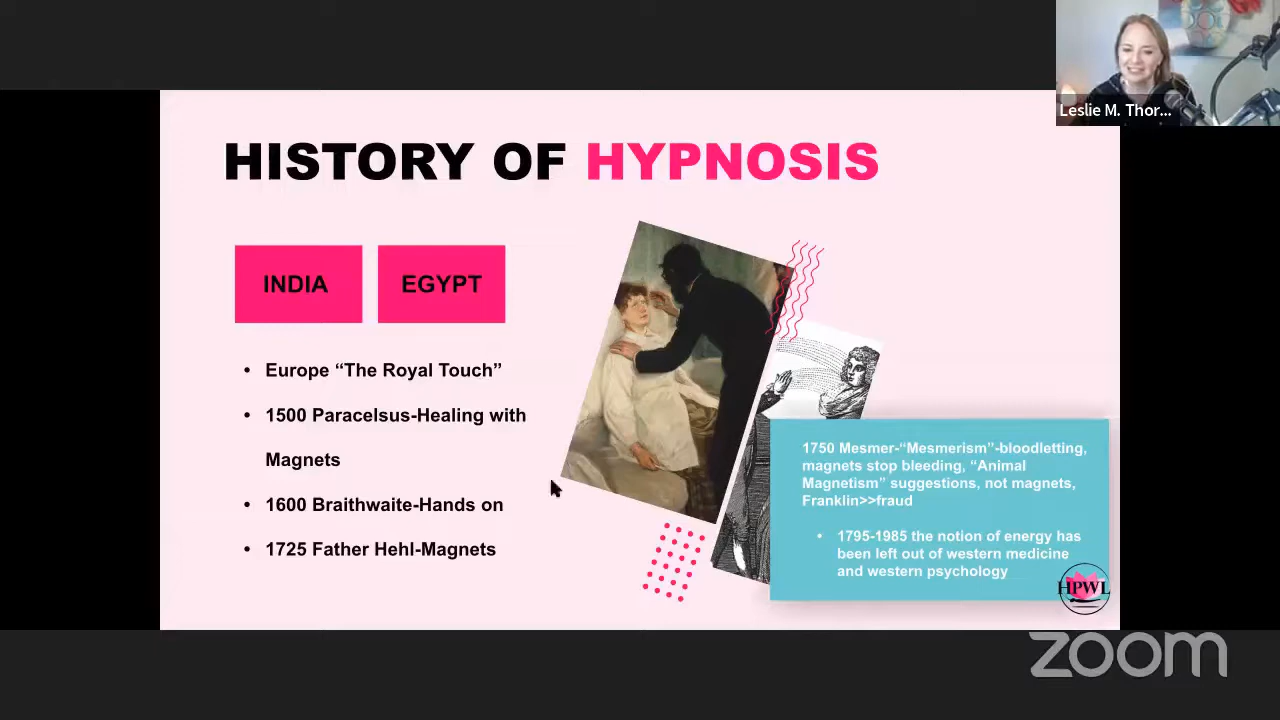 Leslie M. Thor...
HISTORY OF HYPNOSIS
INDIA
EGYPT
• Europe “The Royal Touch”
• 1500 Paracelsus-Healing with
Magnets
• 1600 Braithwaite-Hands on
• 1725 Father Hehl-Magnets
1750 Mesmer-“Mesmerism”-bloodletting,
magnets stop bleeding, “Animal
Magnetism” suggestions, not magnets,
Franklin>>fraud
• 1795-1985 the notion of energy has
been left out of western medicine
and western psychology
HPWL
zoom